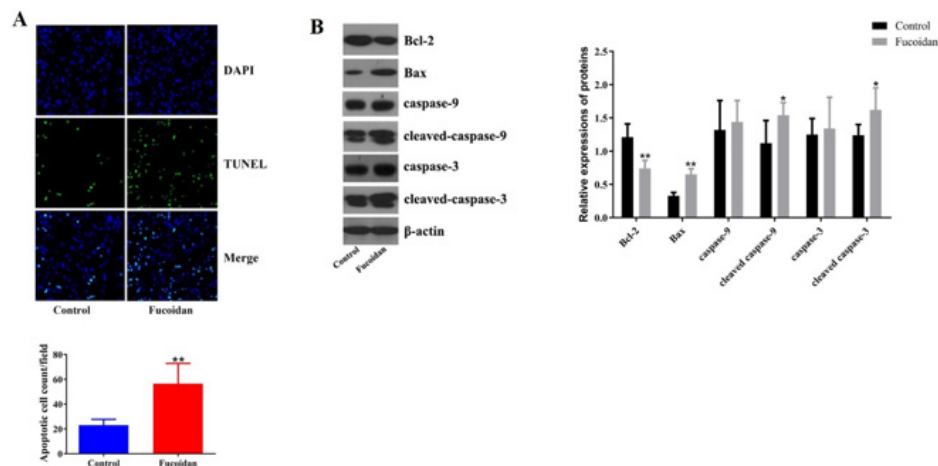 A
DAPI
TUNEL
Merge
Control Fucoidan
Apoptotic cell count/field
80
60
40
20
0
**
Control Fucoidan
B
Bcl-2
Bax
caspase-9
cleaved-caspase-9
caspase-3
cleaved-caspase-3
β-actin
Control Fucoidan
Control
Fucoidan
Relative expressions of proteins
2.5
2.0
1.5
1.0
0.5
0.0
** ** * *
Bcl-2 Bax caspase-9 cleaved caspase-9 caspase-3 cleaved caspase-3